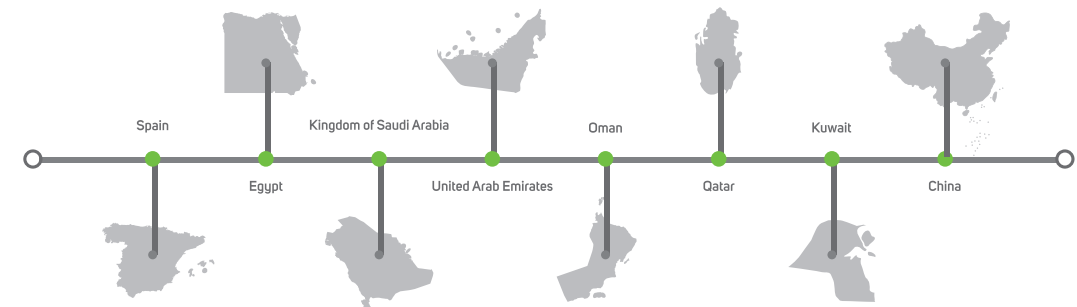 Spain
Egypt
Kingdom of Saudi Arabia
United Arab Emirates
Oman
Qatar
Kuwait
China